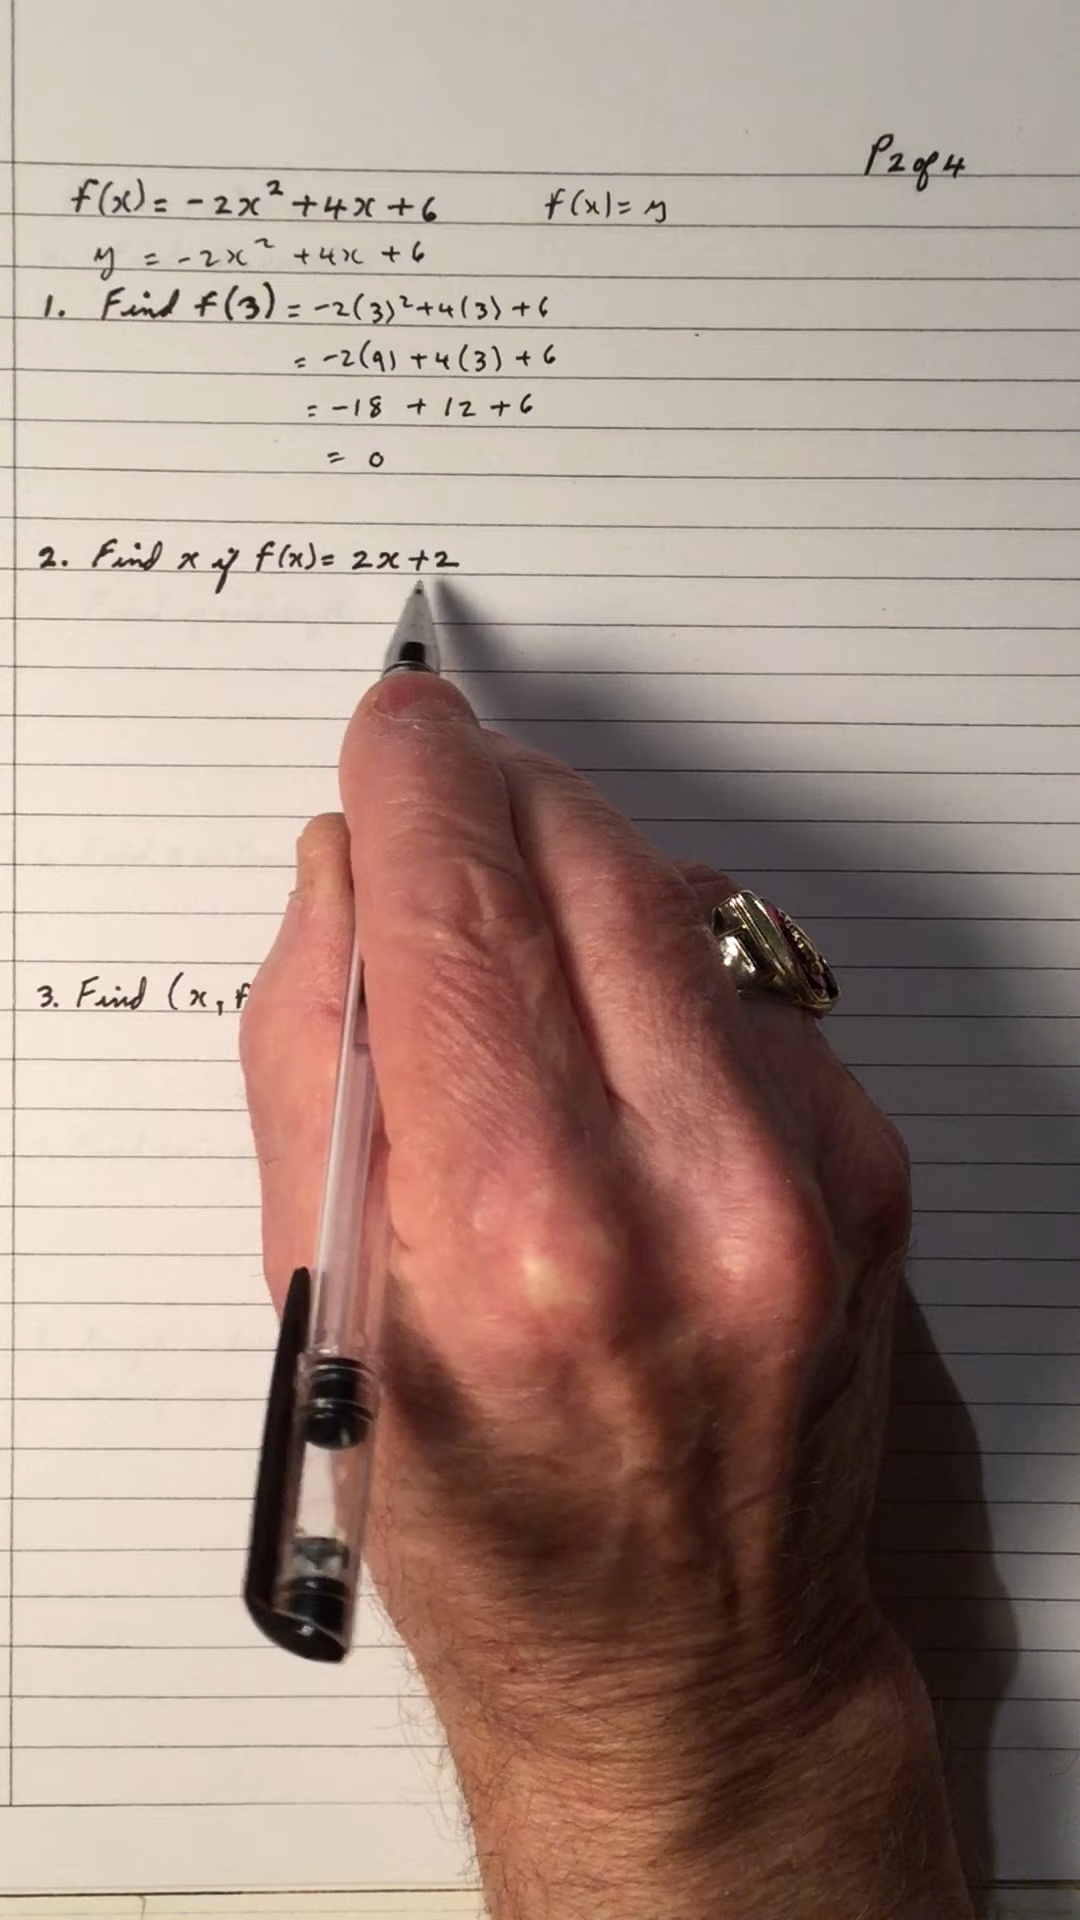 P2 of 4
f(x) = -2x² + 4x + 6 f(x) = y
y = -2x² + 4x + 6
1. Find f(3) = -2(3)² + 4(3) + 6
= -2(9) + 4(3) + 6
= -18 + 12 + 6
= 0
2. Find x if f(x) = 2x + 2
3. Find (x, f